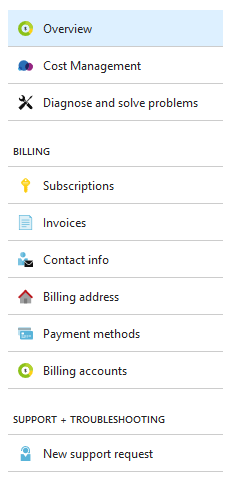 Overview
Cost Management
Diagnose and solve problems
BILLING
Subscriptions
Invoices
Contact info
Billing address
Payment methods
Billing accounts
SUPPORT + TROUBLESHOOTING
New support request